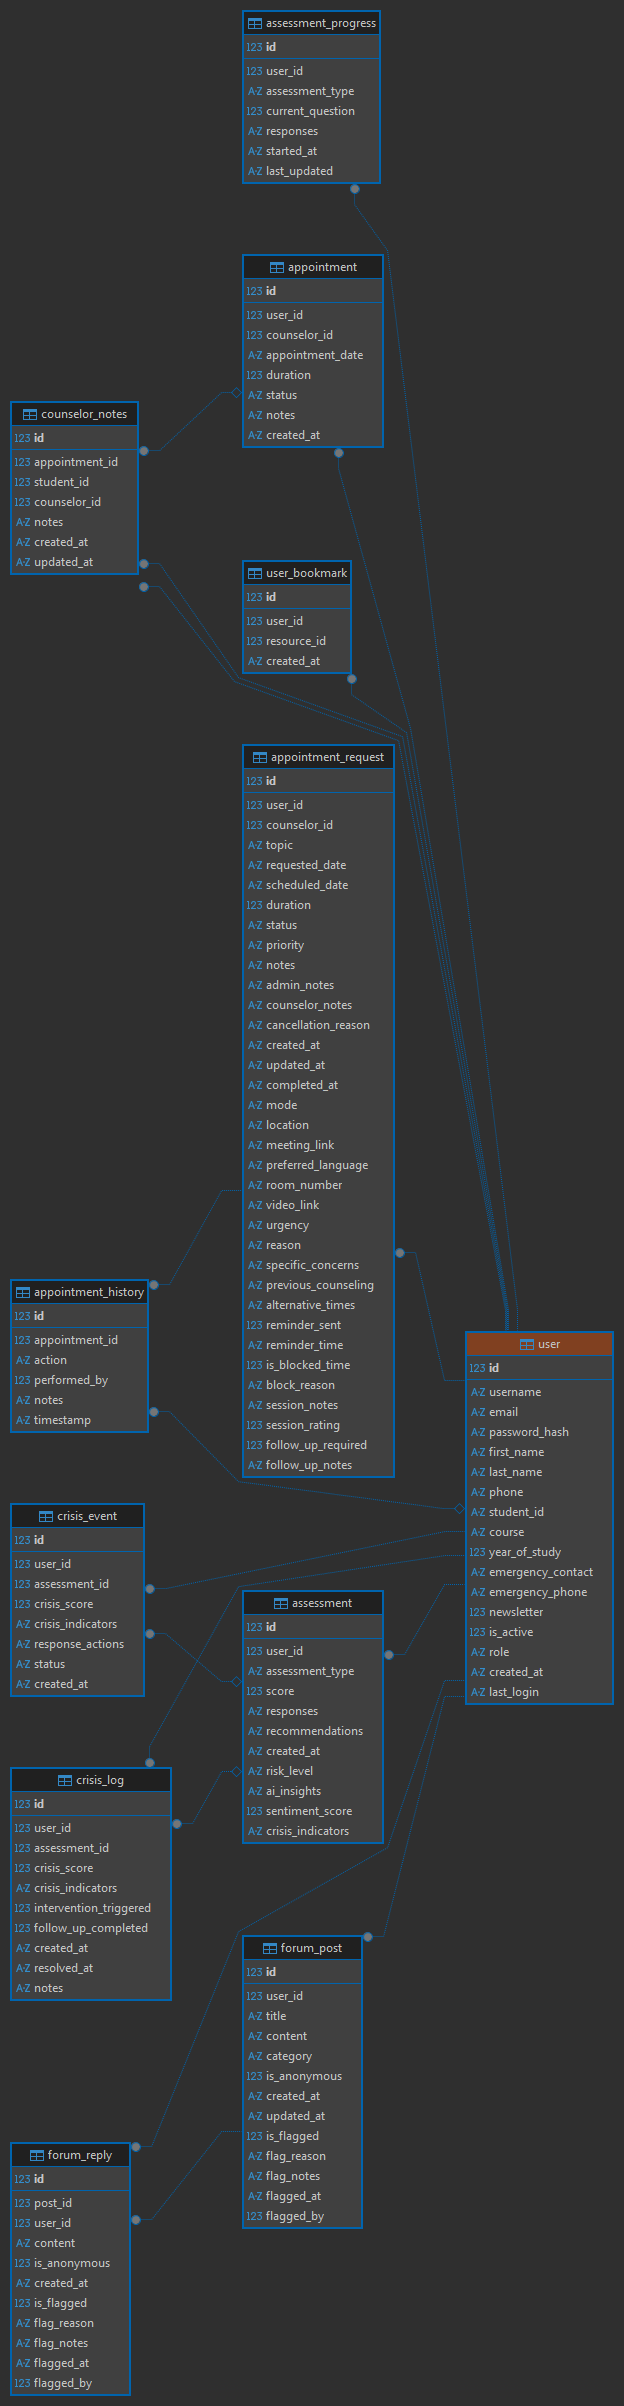 assessment_progress
123 id
123 user_id
A-Z assessment_type
123 current_question
A-Z responses
A-Z started_at
A-Z last_updated
appointment
123 id
123 user_id
123 counselor_id
A-Z appointment_date
123 duration
A-Z status
A-Z notes
A-Z created_at
counselor_notes
123 id
123 appointment_id
123 student_id
123 counselor_id
A-Z notes
A-Z created_at
A-Z updated_at
user_bookmark
123 id
123 user_id
123 resource_id
A-Z created_at
appointment_request
123 id
123 user_id
123 counselor_id
A-Z topic
A-Z requested_date
A-Z scheduled_date
123 duration
A-Z status
A-Z priority
A-Z notes
A-Z admin_notes
A-Z counselor_notes
A-Z cancellation_reason
A-Z created_at
A-Z updated_at
A-Z completed_at
A-Z mode
A-Z location
A-Z meeting_link
A-Z preferred_language
A-Z room_number
A-Z video_link
A-Z urgency
A-Z reason
A-Z specific_concerns
A-Z previous_counseling
A-Z alternative_times
123 reminder_sent
A-Z reminder_time
123 is_blocked_time
A-Z block_reason
A-Z session_notes
123 session_rating
123 follow_up_required
A-Z follow_up_notes
appointment_history
123 id
123 appointment_id
A-Z action
123 performed_by
A-Z notes
A-Z timestamp
user
123 id
A-Z username
A-Z email
A-Z password_hash
A-Z first_name
A-Z last_name
A-Z phone
A-Z student_id
A-Z course
123 year_of_study
A-Z emergency_contact
A-Z emergency_phone
123 newsletter
123 is_active
A-Z role
A-Z created_at
A-Z last_login
crisis_event
123 id
123 user_id
123 assessment_id
123 crisis_score
A-Z crisis_indicators
A-Z response_actions
A-Z status
A-Z created_at
assessment
123 id
123 user_id
A-Z assessment_type
123 score
A-Z responses
A-Z recommendations
A-Z created_at
A-Z risk_level
A-Z ai_insights
123 sentiment_score
A-Z crisis_indicators
crisis_log
123 id
123 user_id
123 assessment_id
123 crisis_score
A-Z crisis_indicators
123 intervention_triggered
123 follow_up_completed
A-Z created_at
A-Z resolved_at
A-Z notes
forum_post
123 id
123 user_id
A-Z title
A-Z content
A-Z category
123 is_anonymous
A-Z created_at
A-Z updated_at
123 is_flagged
A-Z flag_reason
A-Z flag_notes
A-Z flagged_at
123 flagged_by
forum_reply
123 id
123 post_id
123 user_id
A-Z content
123 is_anonymous
A-Z created_at
123 is_flagged
A-Z flag_reason
A-Z flag_notes
A-Z flagged_at
123 flagged_by